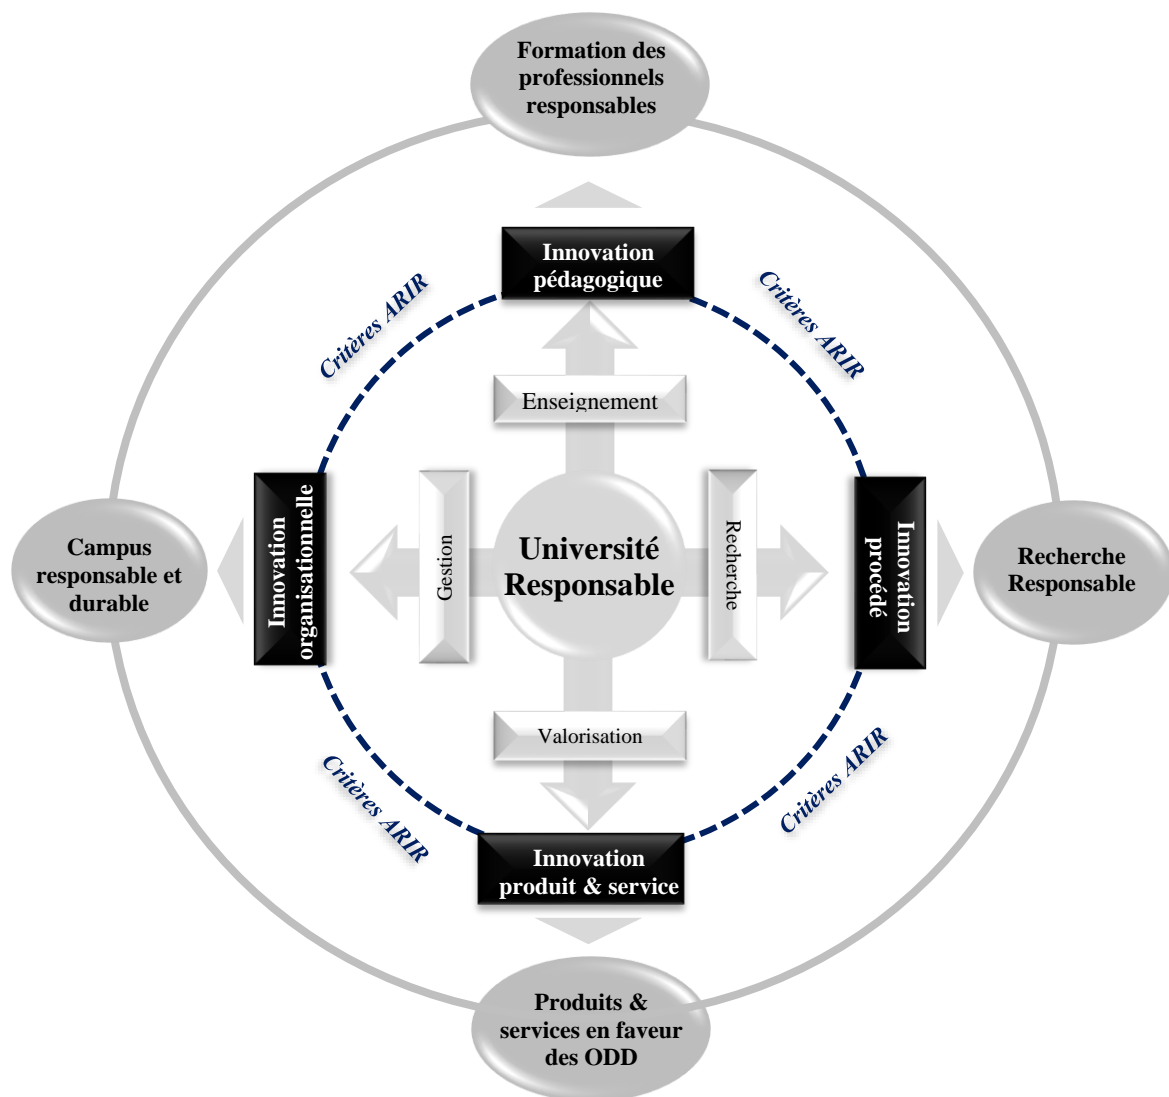 Formation des
professionnels
responsables
Innovation
pédagogique
Critères ARIR
Critères ARIR
Enseignement
Campus
responsable et
durable
Innovation
organisationnelle
Gestion
Université
Responsable
Recherche
Innovation
procédé
Recherche
Responsable
Valorisation
Critères ARIR
Critères ARIR
Innovation
produit & service
Produits &
services en faveur
des ODD